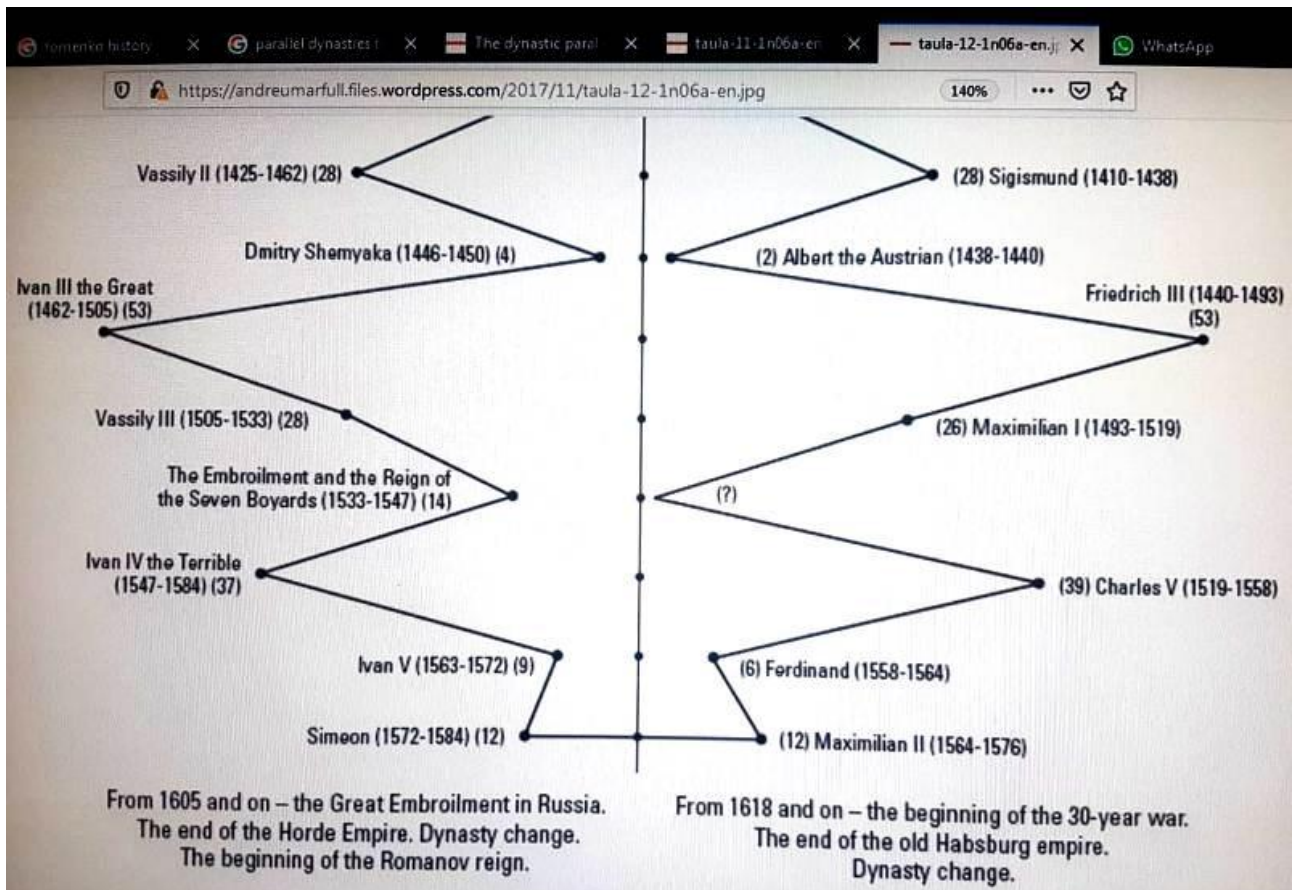 fomenko history
parallel dynasties t
The dynastic paral
taula-11-1n06a-en
taula-12-1n06a-en.j
WhatsApp
https://andreumarfull.files.wordpress.com/2017/11/taula-12-1n06a-en.jpg
140%
Vassily II (1425-1462) (28)
(28) Sigismund (1410-1438)
Dmitry Shemyaka (1446-1450) (4)
(2) Albert the Austrian (1438-1440)
Ivan III the Great
(1462-1505) (53)
Friedrich III (1440-1493)
(53)
Vassily III (1505-1533) (28)
(26) Maximilian I (1493-1519)
The Embroilment and the Reign of
the Seven Boyards (1533-1547) (14)
(?)
Ivan IV the Terrible
(1547-1584) (37)
(39) Charles V (1519-1558)
Ivan V (1563-1572) (9)
(6) Ferdinand (1558-1564)
Simeon (1572-1584) (12)
(12) Maximilian II (1564-1576)
From 1605 and on – the Great Embroilment in Russia.
The end of the Horde Empire. Dynasty change.
The beginning of the Romanov reign.
From 1618 and on – the beginning of the 30-year war.
The end of the old Habsburg empire.
Dynasty change.